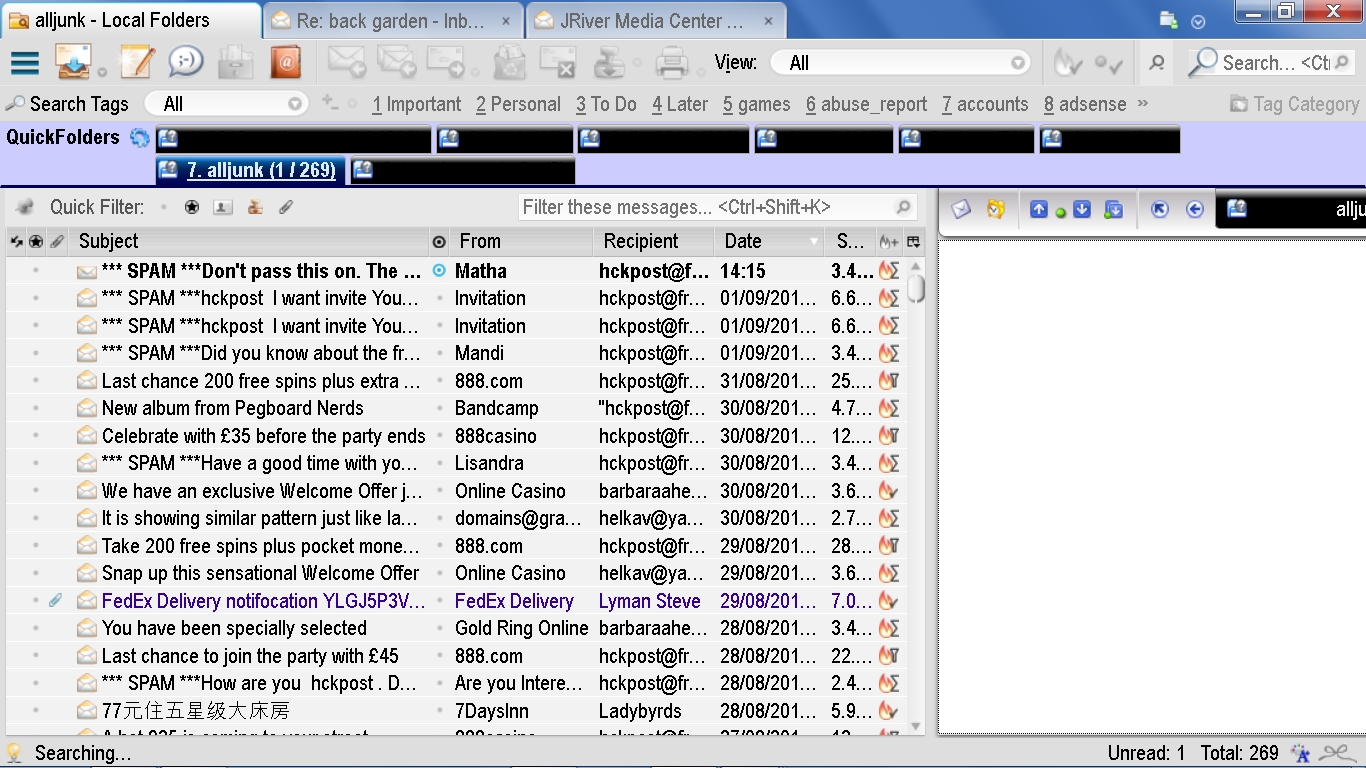 alljunk - Local Folders Re: back garden - Inb... × JRiver Media Center ... ×
View: All Search... <Ctr
Search Tags All 1 Important 2 Personal 3 To Do 4 Later 5 games 6 abuse_report 7 accounts 8 adsense » Tag Category
QuickFolders
7. alljunk (1 / 269)
Quick Filter: Filter these messages... <Ctrl+Shift+K> allju
Subject From Recipient Date S...
*** SPAM ***Don't pass this on. The ... Matha hckpost@f... 14:15 3.4...
*** SPAM ***hckpost I want invite You... Invitation hckpost@fr... 01/09/201... 6.6...
*** SPAM ***hckpost I want invite You... Invitation hckpost@fr... 01/09/201... 6.6...
*** SPAM ***Did you know about the fr... Mandi hckpost@fr... 01/09/201... 3.4...
Last chance 200 free spins plus extra ... 888.com hckpost@fr... 31/08/201... 25....
New album from Pegboard Nerds Bandcamp "hckpost@f... 30/08/201... 4.7...
Celebrate with £35 before the party ends 888casino hckpost@fr... 30/08/201... 12....
*** SPAM ***Have a good time with yo... Lisandra hckpost@fr... 30/08/201... 3.4...
We have an exclusive Welcome Offer j... Online Casino barbaraahe... 30/08/201... 3.6...
It is showing similar pattern just like la... domains@gra... helkav@ya... 30/08/201... 2.7...
Take 200 free spins plus pocket mone... 888.com hckpost@fr... 29/08/201... 28....
Snap up this sensational Welcome Offer Online Casino helkav@ya... 29/08/201... 3.6...
FedEx Delivery notifocation YLGJ5P3V... FedEx Delivery Lyman Steve 29/08/201... 7.0...
You have been specially selected Gold Ring Online barbaraahe... 28/08/201... 3.4...
Last chance to join the party with £45 888.com hckpost@fr... 28/08/201... 22....
*** SPAM ***How are you hckpost . D... Are you Intere... hckpost@fr... 28/08/201... 2.4...
77元住五星级大床房 7DaysInn Ladybyrds 28/08/201... 5.9...
Searching... Unread: 1 Total: 269